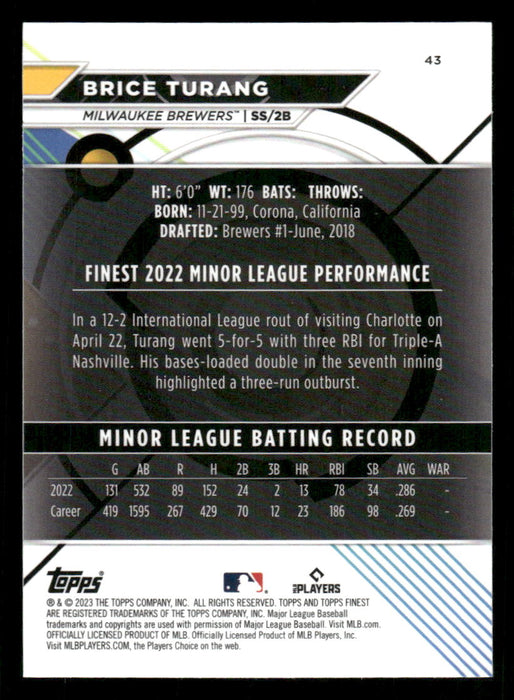 43
BRICE TURANG
MILWAUKEE BREWERS™ | SS/2B
HT: 6'0" WT: 176 BATS: THROWS:
BORN: 11-21-99, Corona, California
DRAFTED: Brewers #1-June, 2018
FINEST 2022 MINOR LEAGUE PERFORMANCE
In a 12-2 International League rout of visiting Charlotte on
April 22, Turang went 5-for-5 with three RBI for Triple-A
Nashville. His bases-loaded double in the seventh inning
highlighted a three-run outburst.
MINOR LEAGUE BATTING RECORD
G AB R H 2B 3B HR RBI SB AVG WAR
2022 131 532 89 152 24 2 13 78 34 .286 -
Career 419 1595 267 429 70 12 23 186 98 .269 -
Topps MLB PLAYERS
® & © 2023 THE TOPPS COMPANY, INC. ALL RIGHTS RESERVED. TOPPS AND TOPPS FINEST
ARE REGISTERED TRADEMARKS OF THE TOPPS COMPANY, INC. Major League Baseball
trademarks and copyrights are used with permission of Major League Baseball. Visit MLB.com.
OFFICIALLY LICENSED PRODUCT OF MLB. Officially Licensed Product of MLB Players, Inc.
Visit MLBPLAYERS.com, the Players Choice on the web.